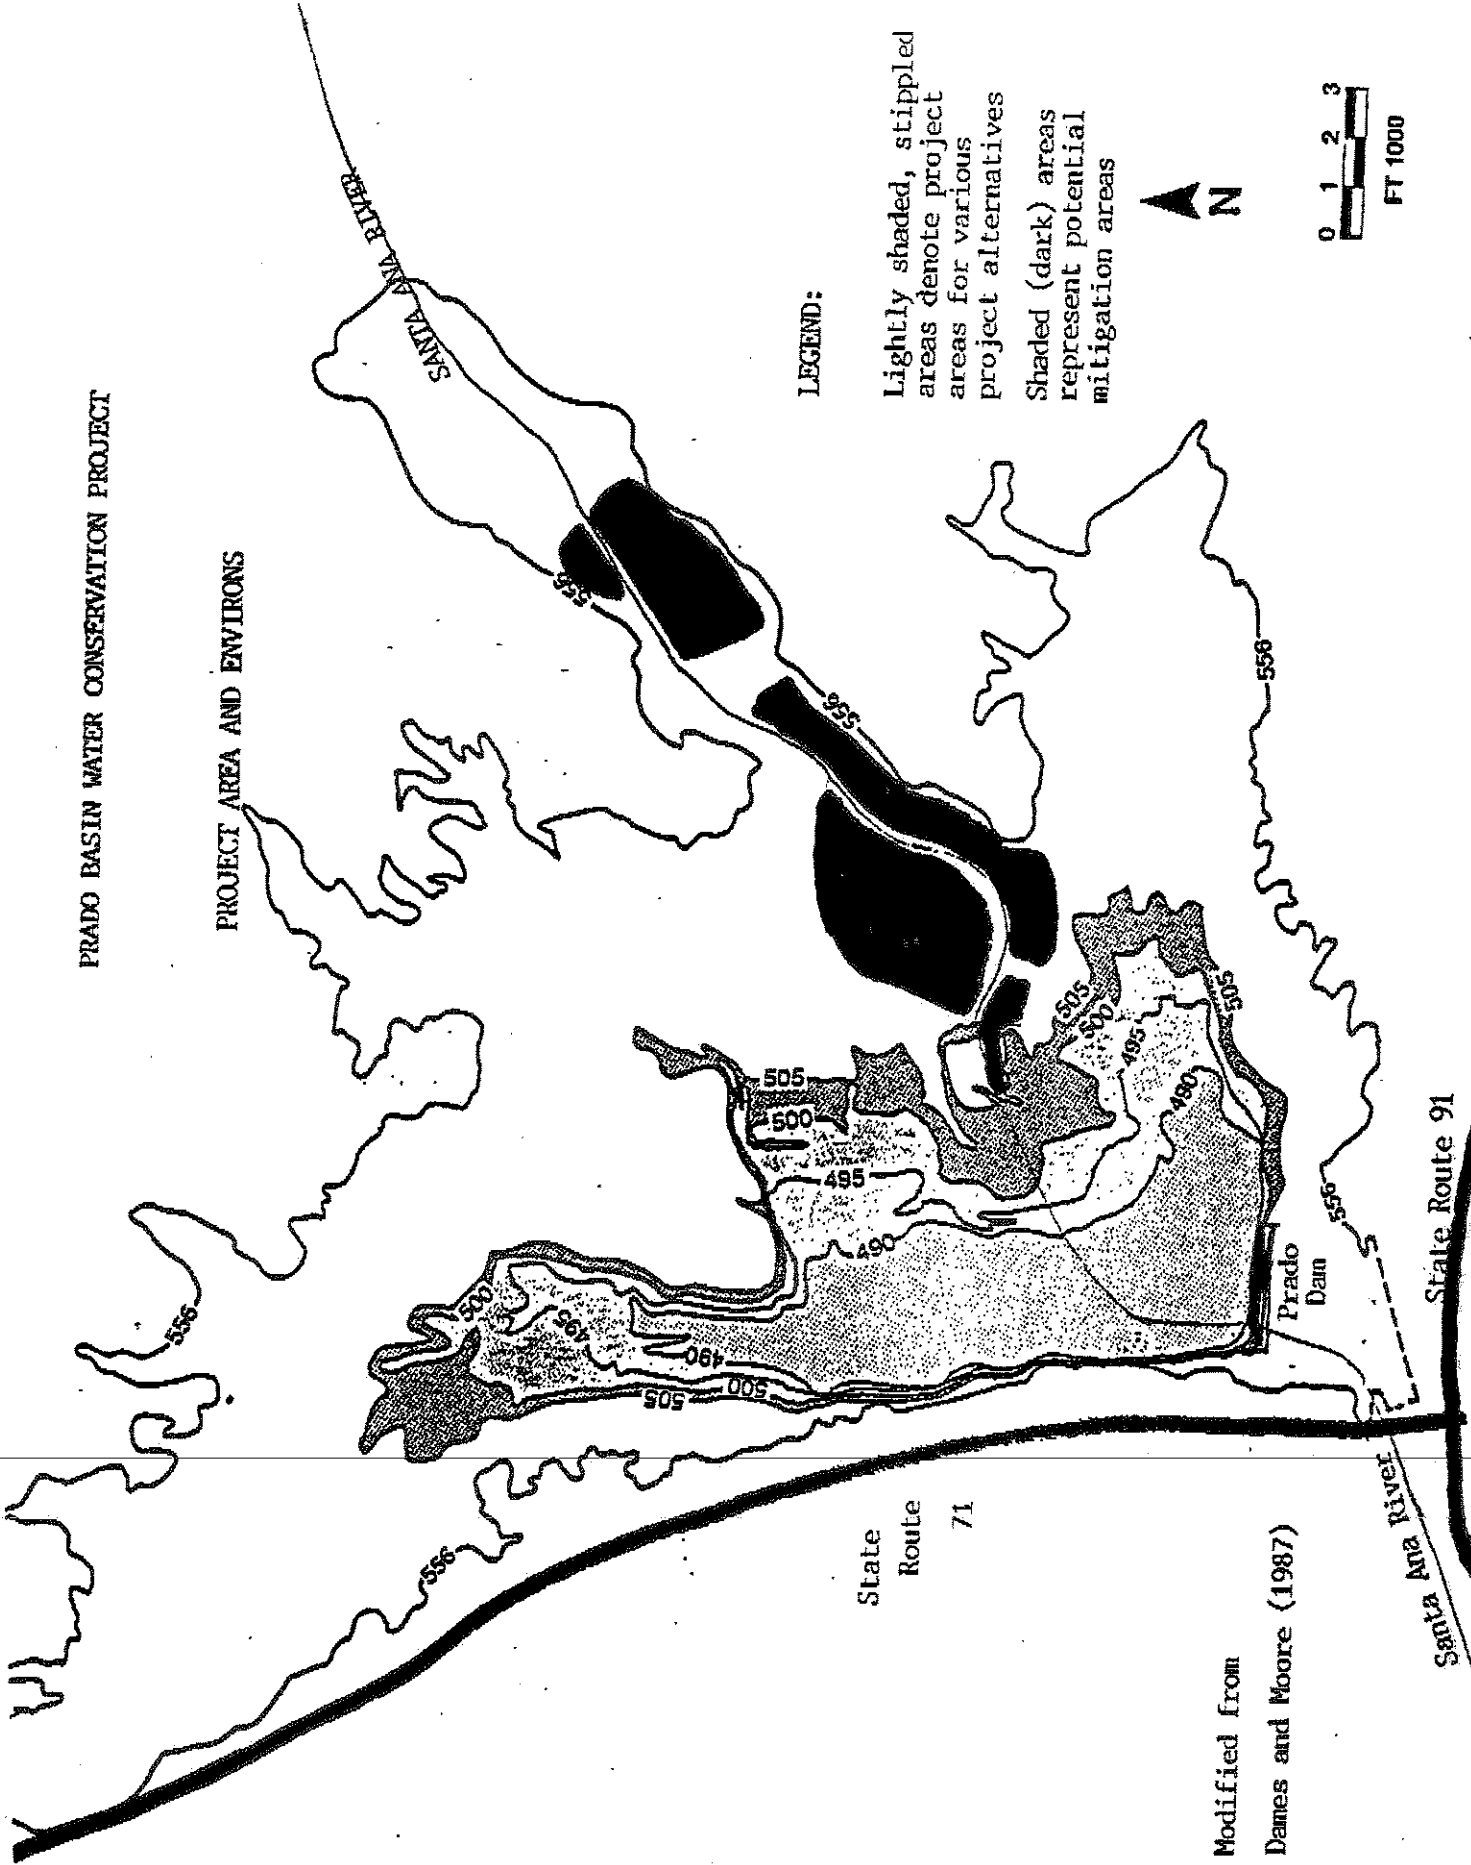 PRADO BASIN WATER CONSERVATION PROJECT
PROJECT AREA AND ENVIRONS
SANTA ANA RIVER
LEGEND:
Lightly shaded, stippled
areas denote project
areas for various
project alternatives
Shaded (dark) areas
represent potential
mitigation areas
N
0 1 2 3
FT 1000
556
556
556
556
556
556
556
505
500
495
490
505
500
495
490
505
500
495
490
505
500
Prado
Dam
State
Route
71
State Route 91
Santa Ana River
Modified from
Dames and Moore (1987)